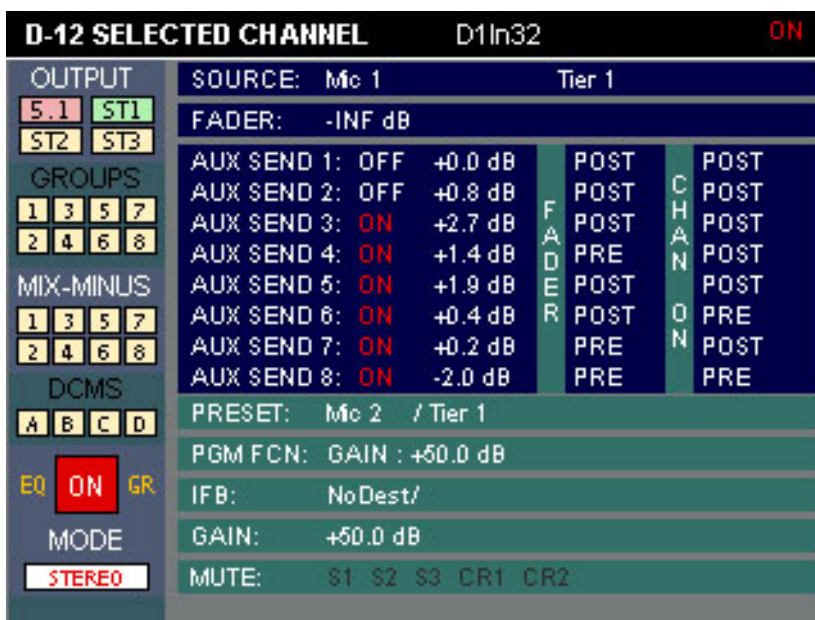 D-12 SELECTED CHANNEL D1In32 ON
OUTPUT
5.1 ST1
ST2 ST3
GROUPS
1 3 5 7
2 4 6 8
MIX-MINUS
1 3 5 7
2 4 6 8
DCMS
A B C D
EQ ON GR
MODE
STEREO
SOURCE: Mic 1 Tier 1
FADER: -INF dB
AUX SEND 1: OFF +0.0 dB POST POST
AUX SEND 2: OFF +0.8 dB POST POST
AUX SEND 3: ON +2.7 dB POST POST
AUX SEND 4: ON +1.4 dB PRE POST
AUX SEND 5: ON +1.9 dB POST POST
AUX SEND 6: ON +0.4 dB POST PRE
AUX SEND 7: ON +0.2 dB PRE POST
AUX SEND 8: ON -2.0 dB PRE PRE
FADER
CHAN ON
PRESET: Mic 2 / Tier 1
PGM FCN: GAIN : +50.0 dB
IFB: NoDest/
GAIN: +50.0 dB
MUTE: S1 S2 S3 CR1 CR2